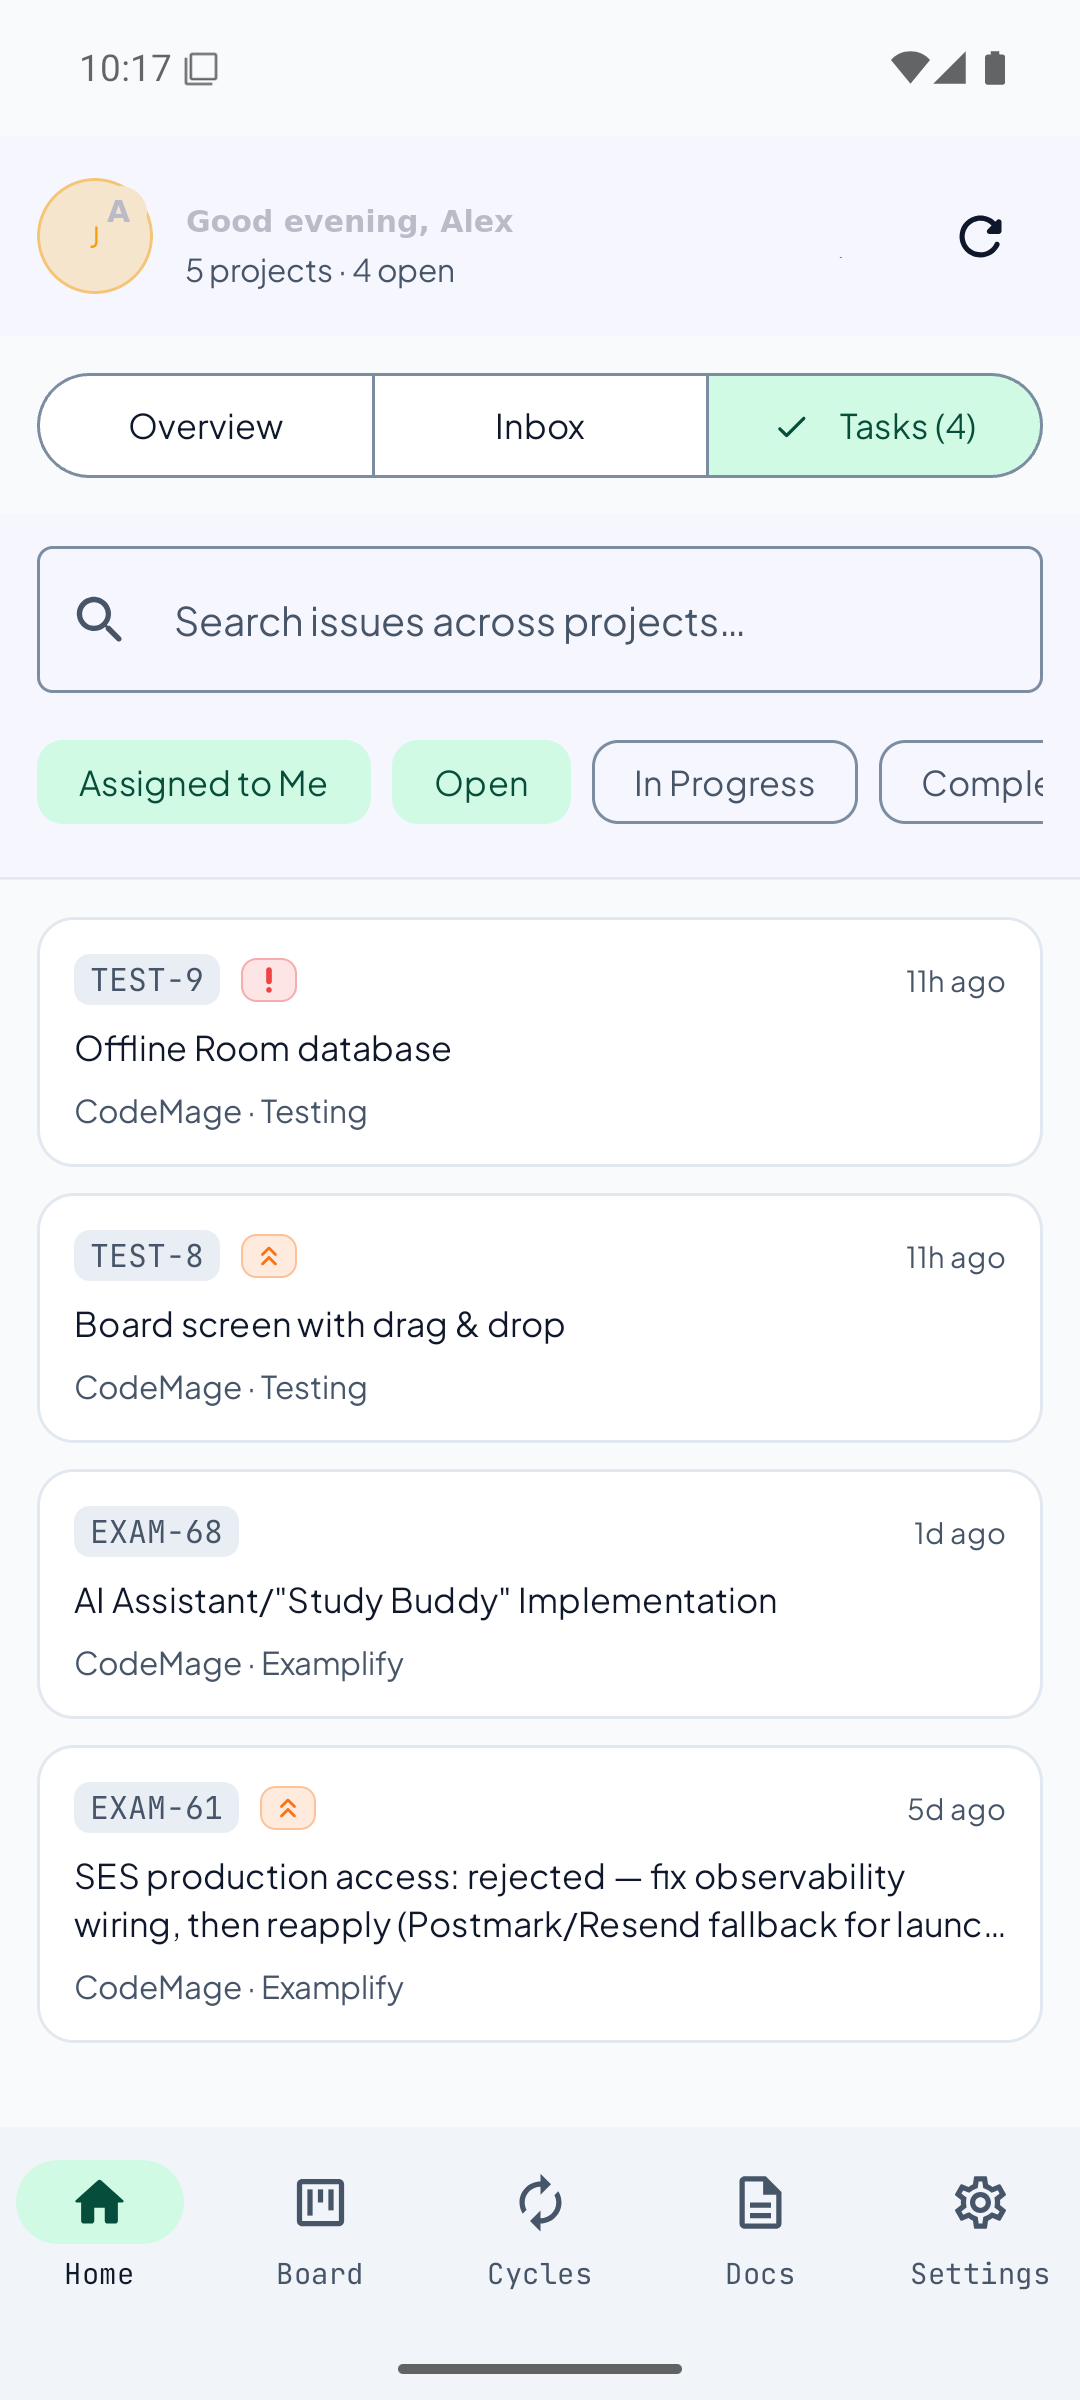 10:17
A
J
Good evening, Alex
5 projects · 4 open
Overview
Inbox
Tasks (4)
Search issues across projects...
Assigned to Me
Open
In Progress
Comple
TEST-9
11h ago
Offline Room database
CodeMage · Testing
TEST-8
11h ago
Board screen with drag & drop
CodeMage · Testing
EXAM-68
1d ago
AI Assistant/"Study Buddy" Implementation
CodeMage · Examplify
EXAM-61
5d ago
SES production access: rejected — fix observability
wiring, then reapply (Postmark/Resend fallback for launc...
CodeMage · Examplify
Home
Board
Cycles
Docs
Settings